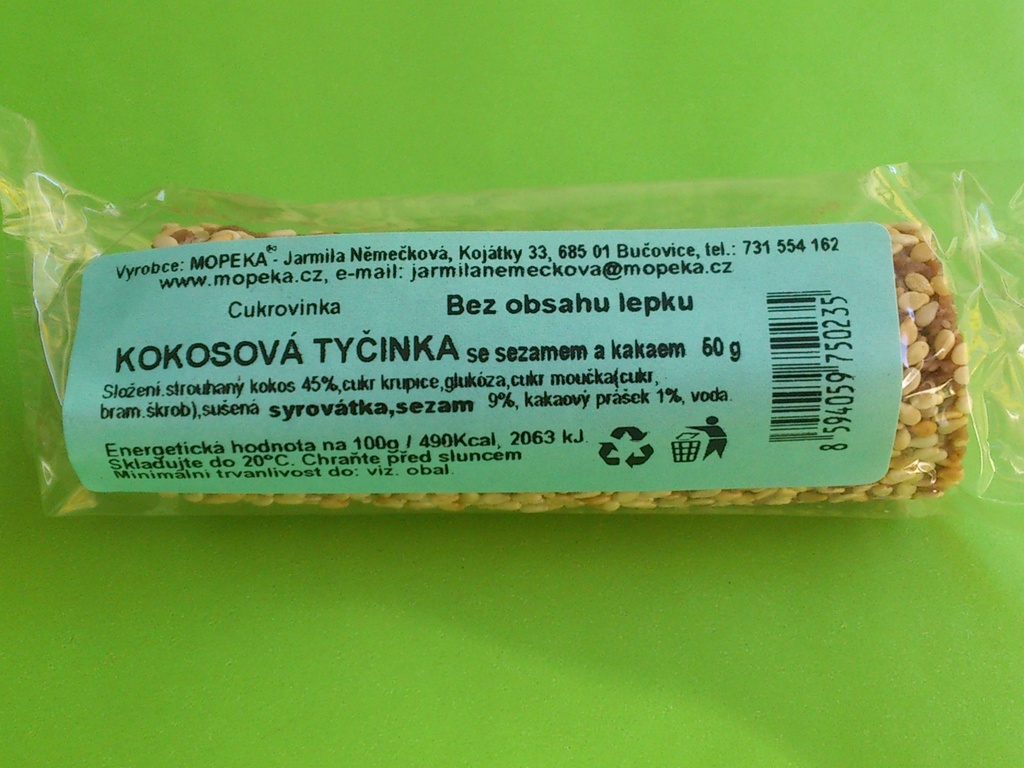 Vyrobce: MOPEKA® - Jarmila Němečková, Kojátky 33, 685 01 Bučovice, tel.: 731 554 162
www.mopeka.cz, e-mail: jarmilanemeckova@mopeka.cz
Cukrovinka Bez obsahu lepku
KOKOSOVÁ TYČINKA se sezamem a kakaem 60 g
Složení:strouhaný kokos 45%,cukr krupice,glukóza,cukr moučka(cukr,
bram.škrob),sušená syrovátka,sezam 9%, kakaový prášek 1%, voda.
Energetická hodnota na 100g / 490Kcal, 2063 kJ.
Skladujte do 20°C. Chraňte před sluncem
Minimální trvanlivost do: viz. obal.
8 594059 750235